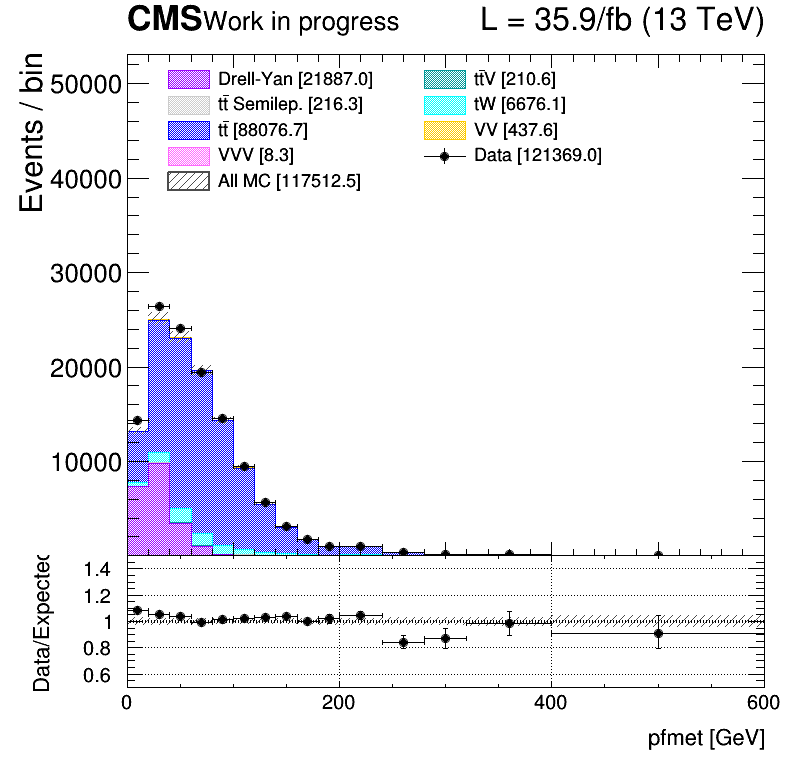 CMS Work in progress L = 35.9/fb (13 TeV)
Events / bin
50000
40000
30000
20000
10000
Drell-Yan [21887.0]
tt̄ Semilep. [216.3]
tt̄ [88076.7]
VVV [8.3]
All MC [117512.5]
tt̄V [210.6]
tW [6676.1]
VV [437.6]
Data [121369.0]
Data/Expected
1.4
1.2
1
0.8
0.6
0 200 400 600
pfmet [GeV]